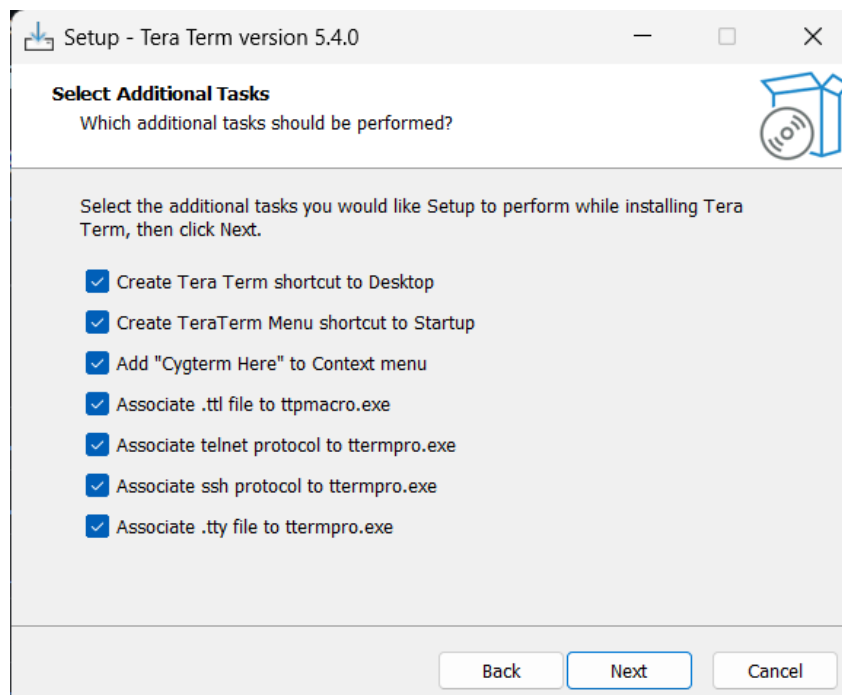 Setup - Tera Term version 5.4.0
Select Additional Tasks
Which additional tasks should be performed?
Select the additional tasks you would like Setup to perform while installing Tera
Term, then click Next.
Create Tera Term shortcut to Desktop
Create TeraTerm Menu shortcut to Startup
Add "Cygterm Here" to Context menu
Associate .ttl file to ttpmacro.exe
Associate telnet protocol to ttermpro.exe
Associate ssh protocol to ttermpro.exe
Associate .tty file to ttermpro.exe
Back Next Cancel